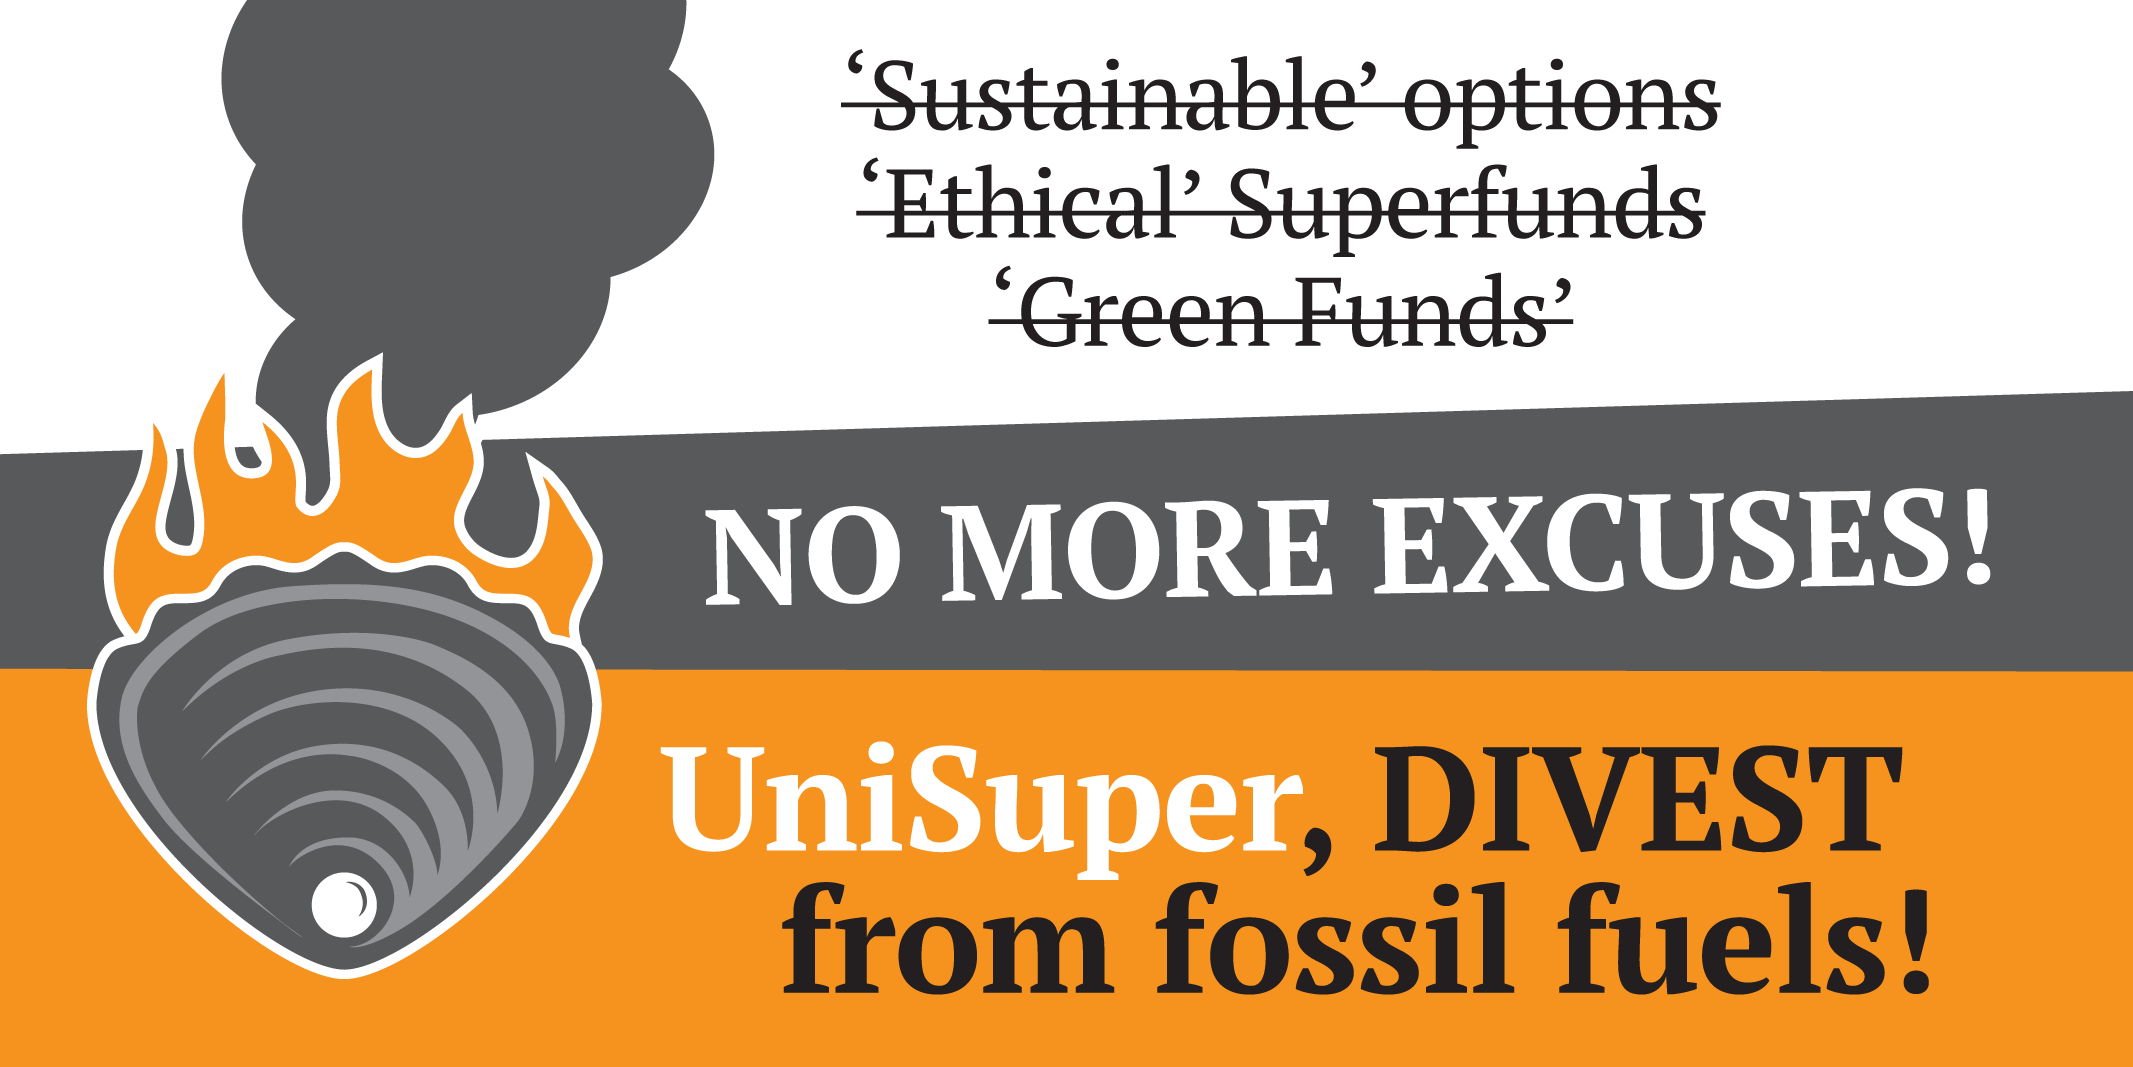 ‘Sustainable’ options
‘Ethical’ Superfunds
‘Green Funds’
NO MORE EXCUSES!
UniSuper, DIVEST
from fossil fuels!